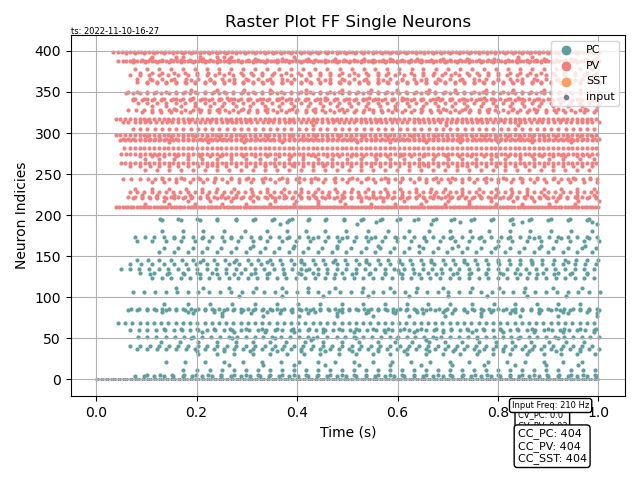 Raster Plot FF Single Neurons
ts: 2022-11-10-16-27
PC
PV
SST
input
Neuron Indicies
400
350
300
250
200
150
100
50
0
0.0
0.2
0.4
0.6
0.8
1.0
Time (s)
Input Freq: 210 Hz
CV_PC: 0.0
CC_PC: 404
CC_PV: 404
CC_SST: 404